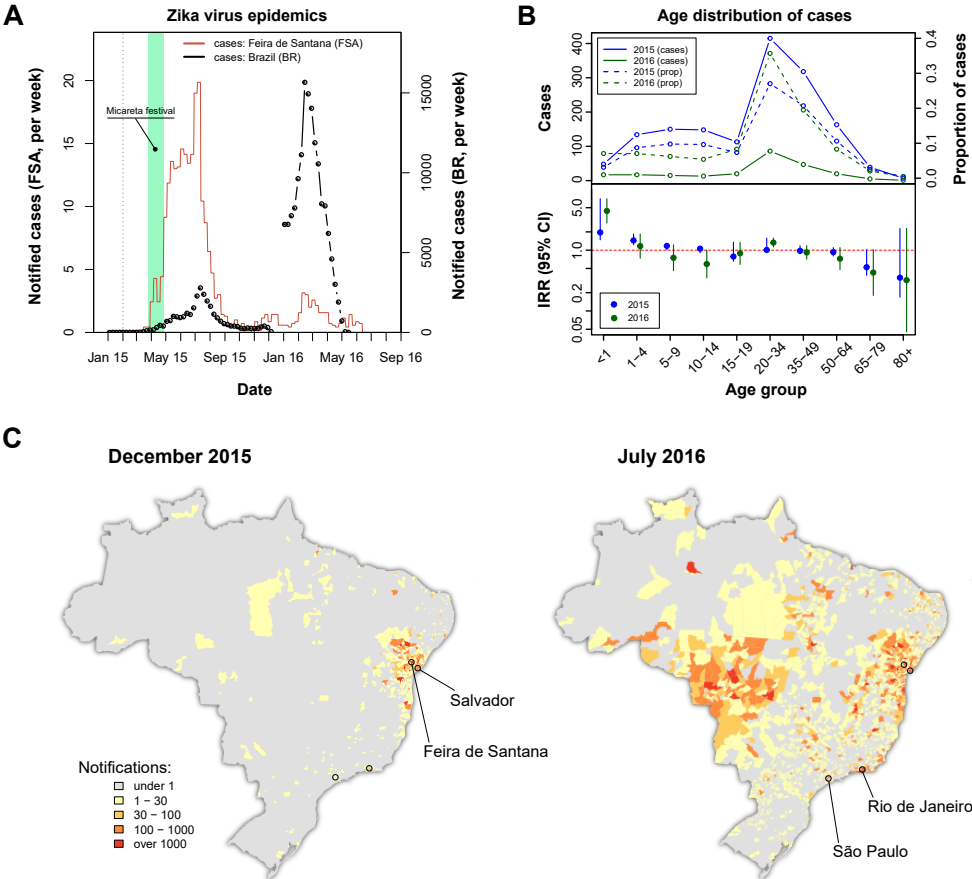 A
Zika virus epidemics
cases: Feira de Santana (FSA)
cases: Brazil (BR)
Micareta festival
Notified cases (FSA, per week)
0
5
10
15
20
Notified cases (BR, per week)
0
5000
10000
15000
Jan 15
May 15
Sep 15
Jan 16
May 16
Sep 16
Date
B
Age distribution of cases
2015 (cases)
2016 (cases)
2015 (prop)
2016 (prop)
Cases
0
100
200
300
400
Proportion of cases
0.0
0.1
0.2
0.3
0.4
IRR (95% CI)
0.05
0.2
1.0
5.0
2015
2016
<1
1−4
5−9
10−14
15−19
20−34
35−49
50−64
65−79
80+
Age group
C
December 2015
Salvador
Feira de Santana
Notifications:
under 1
1 − 30
30 − 100
100 − 1000
over 1000
July 2016
Rio de Janeiro
São Paulo